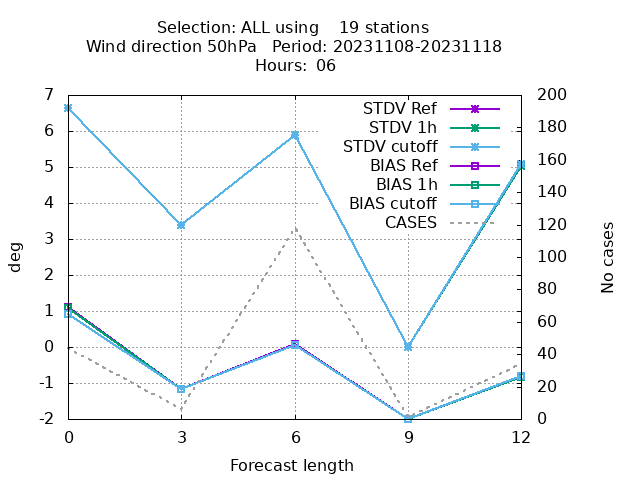 Selection: ALL using    19 stations
Wind direction 50hPa   Period: 20231108-20231118
Hours:  06
7
6
5
4
3
2
1
0
-1
-2
200
180
160
140
120
100
80
60
40
20
0
STDV Ref
STDV 1h
STDV cutoff
BIAS Ref
BIAS 1h
BIAS cutoff
CASES
deg
No cases
0
3
6
9
12
Forecast length